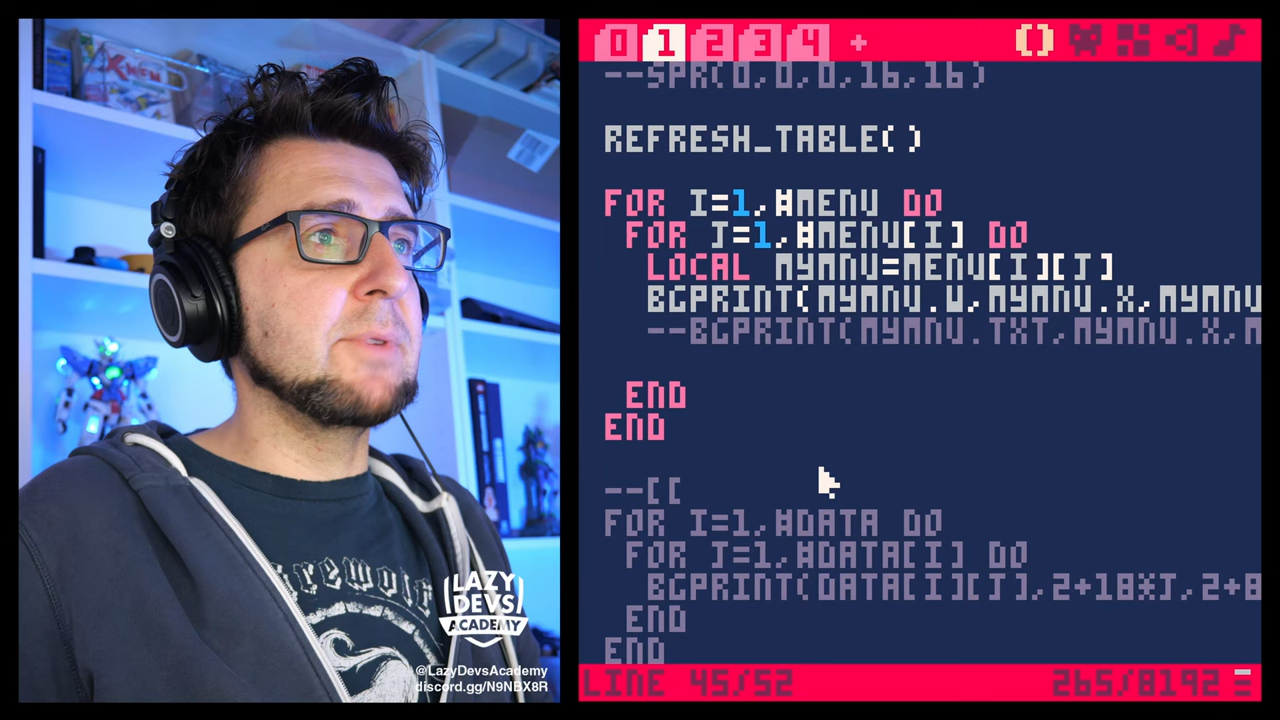 X-MEN
Firewolf
LAZY
DEVS
ACADEMY
@LazyDevsAcademy
discord.gg/N9NBX8R
0 1 2 3 4 +
--SPR(0,0,0,16,16)
REFRESH_TABLE()
FOR I=1,#MENU DO
FOR J=1,#MENU[I] DO
LOCAL MYMNU=MENU[I][J]
BGPRINT(MYMNU.W,MYMNU.X,MYMNU
--BGPRINT(MYMNU.TXT,MYMNU.X,M
END
END
--[[
FOR I=1,#DATA DO
FOR J=1,#DATA[I] DO
BGPRINT(DATA[I][J],2+18*J,2+8
END
END
LINE 45/52
265/8192